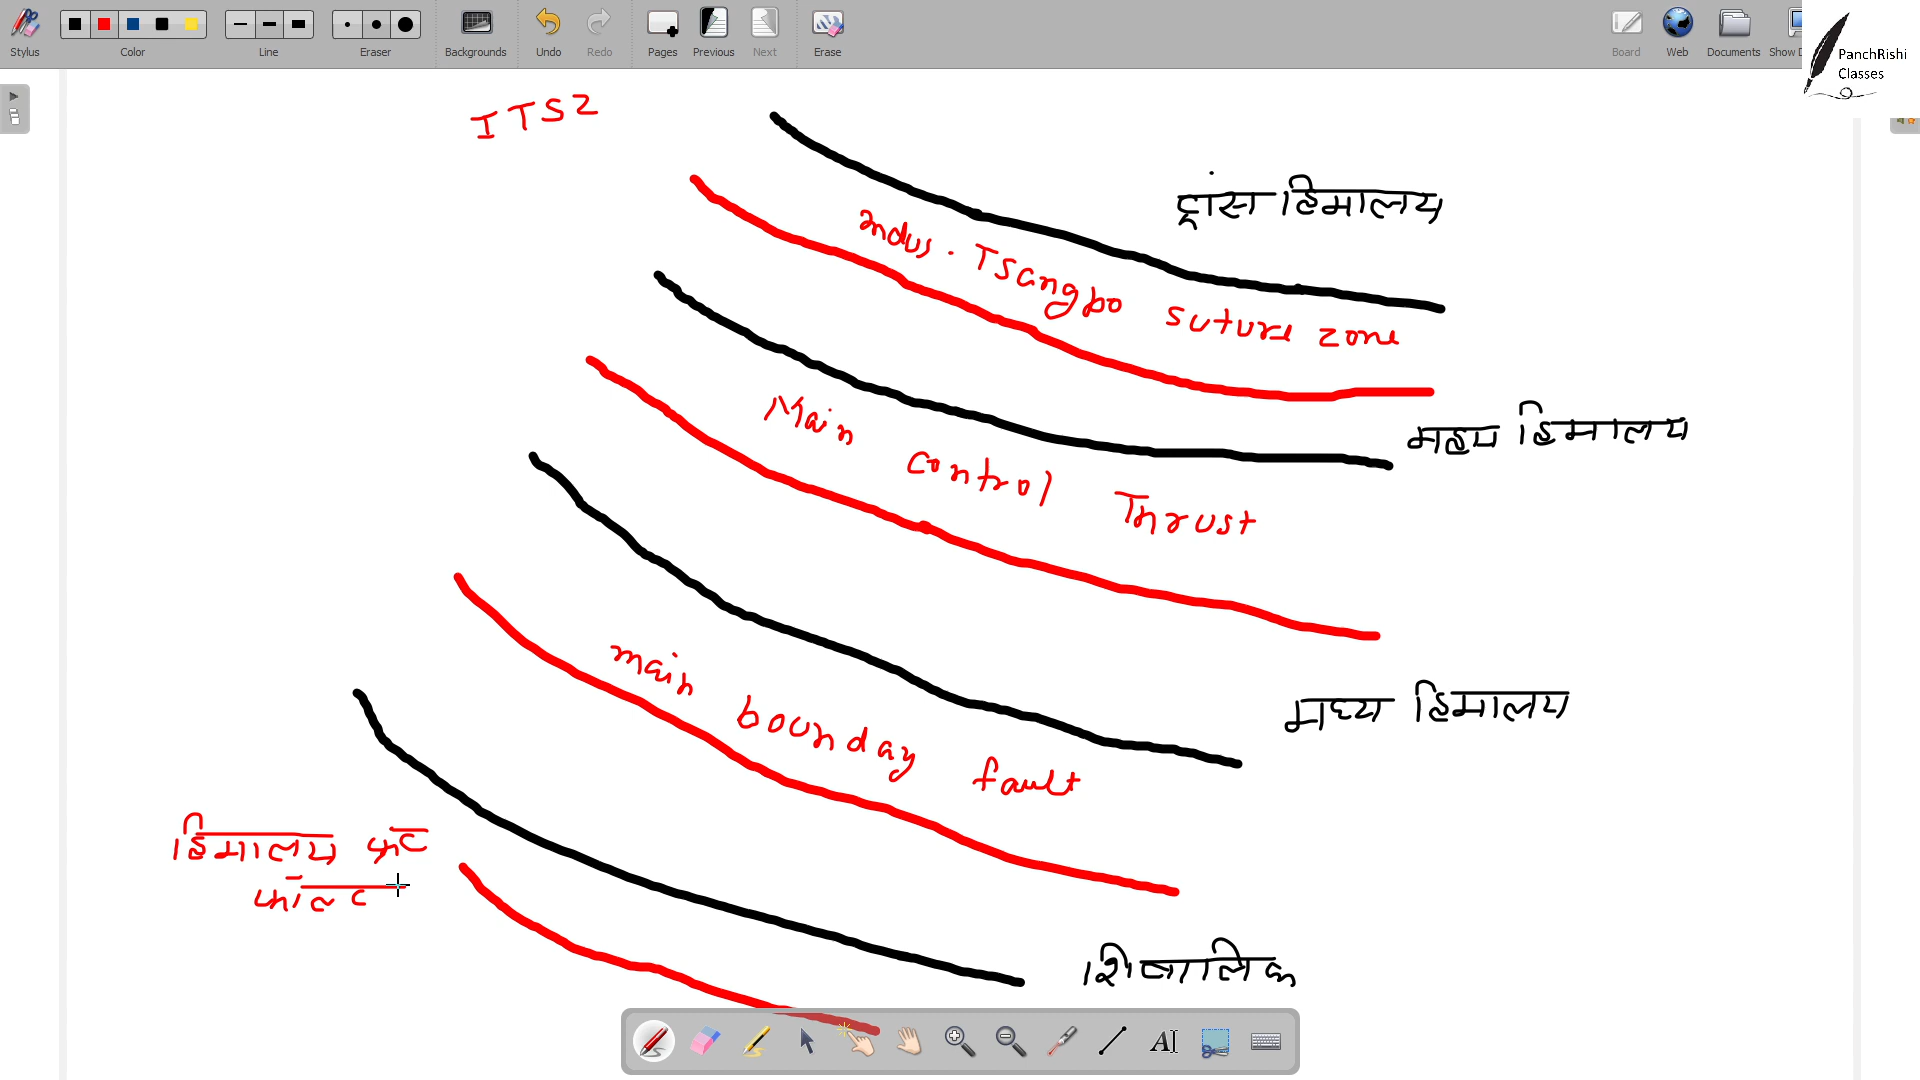 Stylus
Color
Line
Eraser
Backgrounds
Undo
Redo
Pages
Previous
Next
Erase
Board
Web
Documents
Show
PanchRishi
Classes
ITSZ
ट्रांस हिमालय
Indus. Tsangpo suture zone
महा हिमालय
Main control Thrust
मध्य हिमालय
main bounday fault
हिमालय फ्रंट
फॉल्ट
शिवालिक